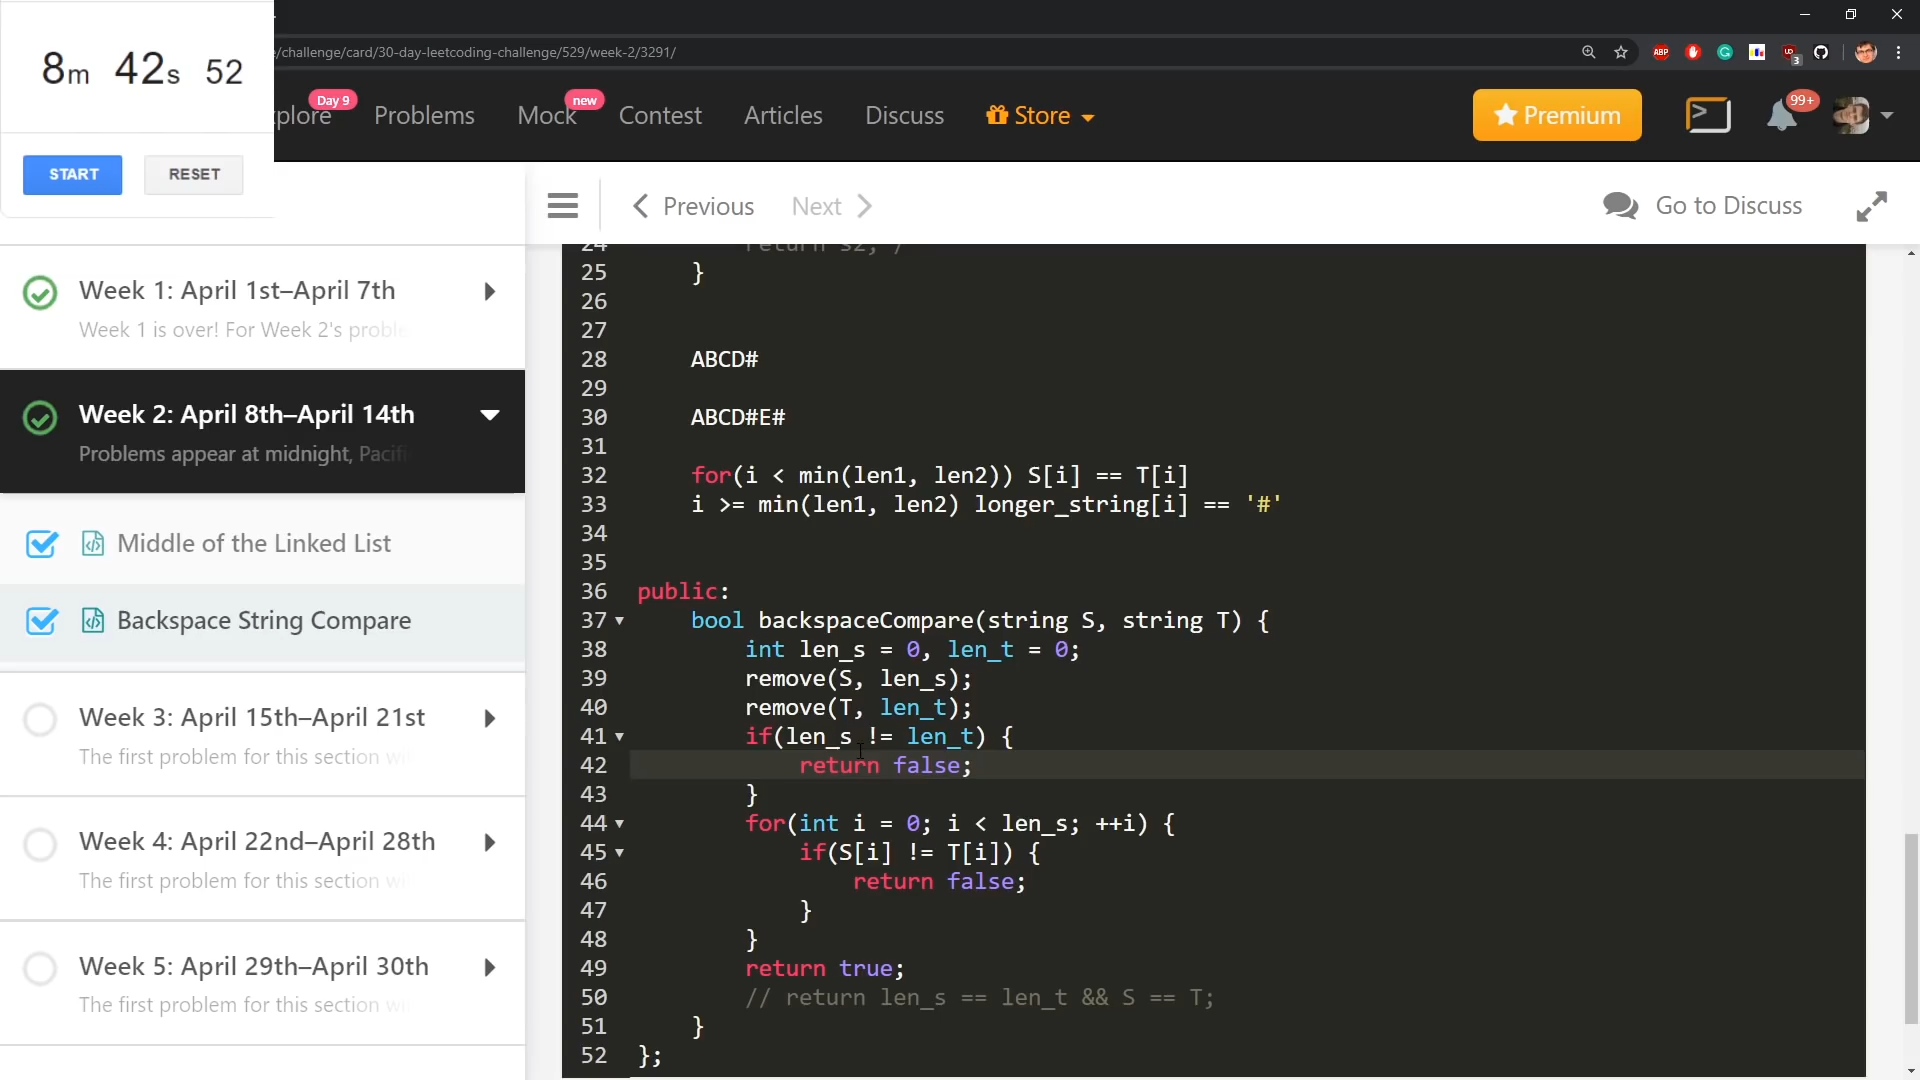 8m 42s 52
START RESET
/challenge/card/30-day-leetcoding-challenge/529/week-2/3291/
ABP
UD
3
plore Day 9 Problems Mock new Contest Articles Discuss Store Premium 99+
Previous Next Go to Discuss
Week 1: April 1st–April 7th
Week 1 is over! For Week 2's proble
Week 2: April 8th–April 14th
Problems appear at midnight, Pacifi
Middle of the Linked List
Backspace String Compare
Week 3: April 15th–April 21st
The first problem for this section wi
Week 4: April 22nd–April 28th
The first problem for this section wi
Week 5: April 29th–April 30th
The first problem for this section wi
24 return s2; /
25 }
26
27
28 ABCD#
29
30 ABCD#E#
31
32 for(i < min(len1, len2)) S[i] == T[i]
33 i >= min(len1, len2) longer_string[i] == '#'
34
35
36 public:
37 bool backspaceCompare(string S, string T) {
38 int len_s = 0, len_t = 0;
39 remove(S, len_s);
40 remove(T, len_t);
41 if(len_s != len_t) {
42 return false;
43 }
44 for(int i = 0; i < len_s; ++i) {
45 if(S[i] != T[i]) {
46 return false;
47 }
48 }
49 return true;
50 // return len_s == len_t && S == T;
51 }
52 };